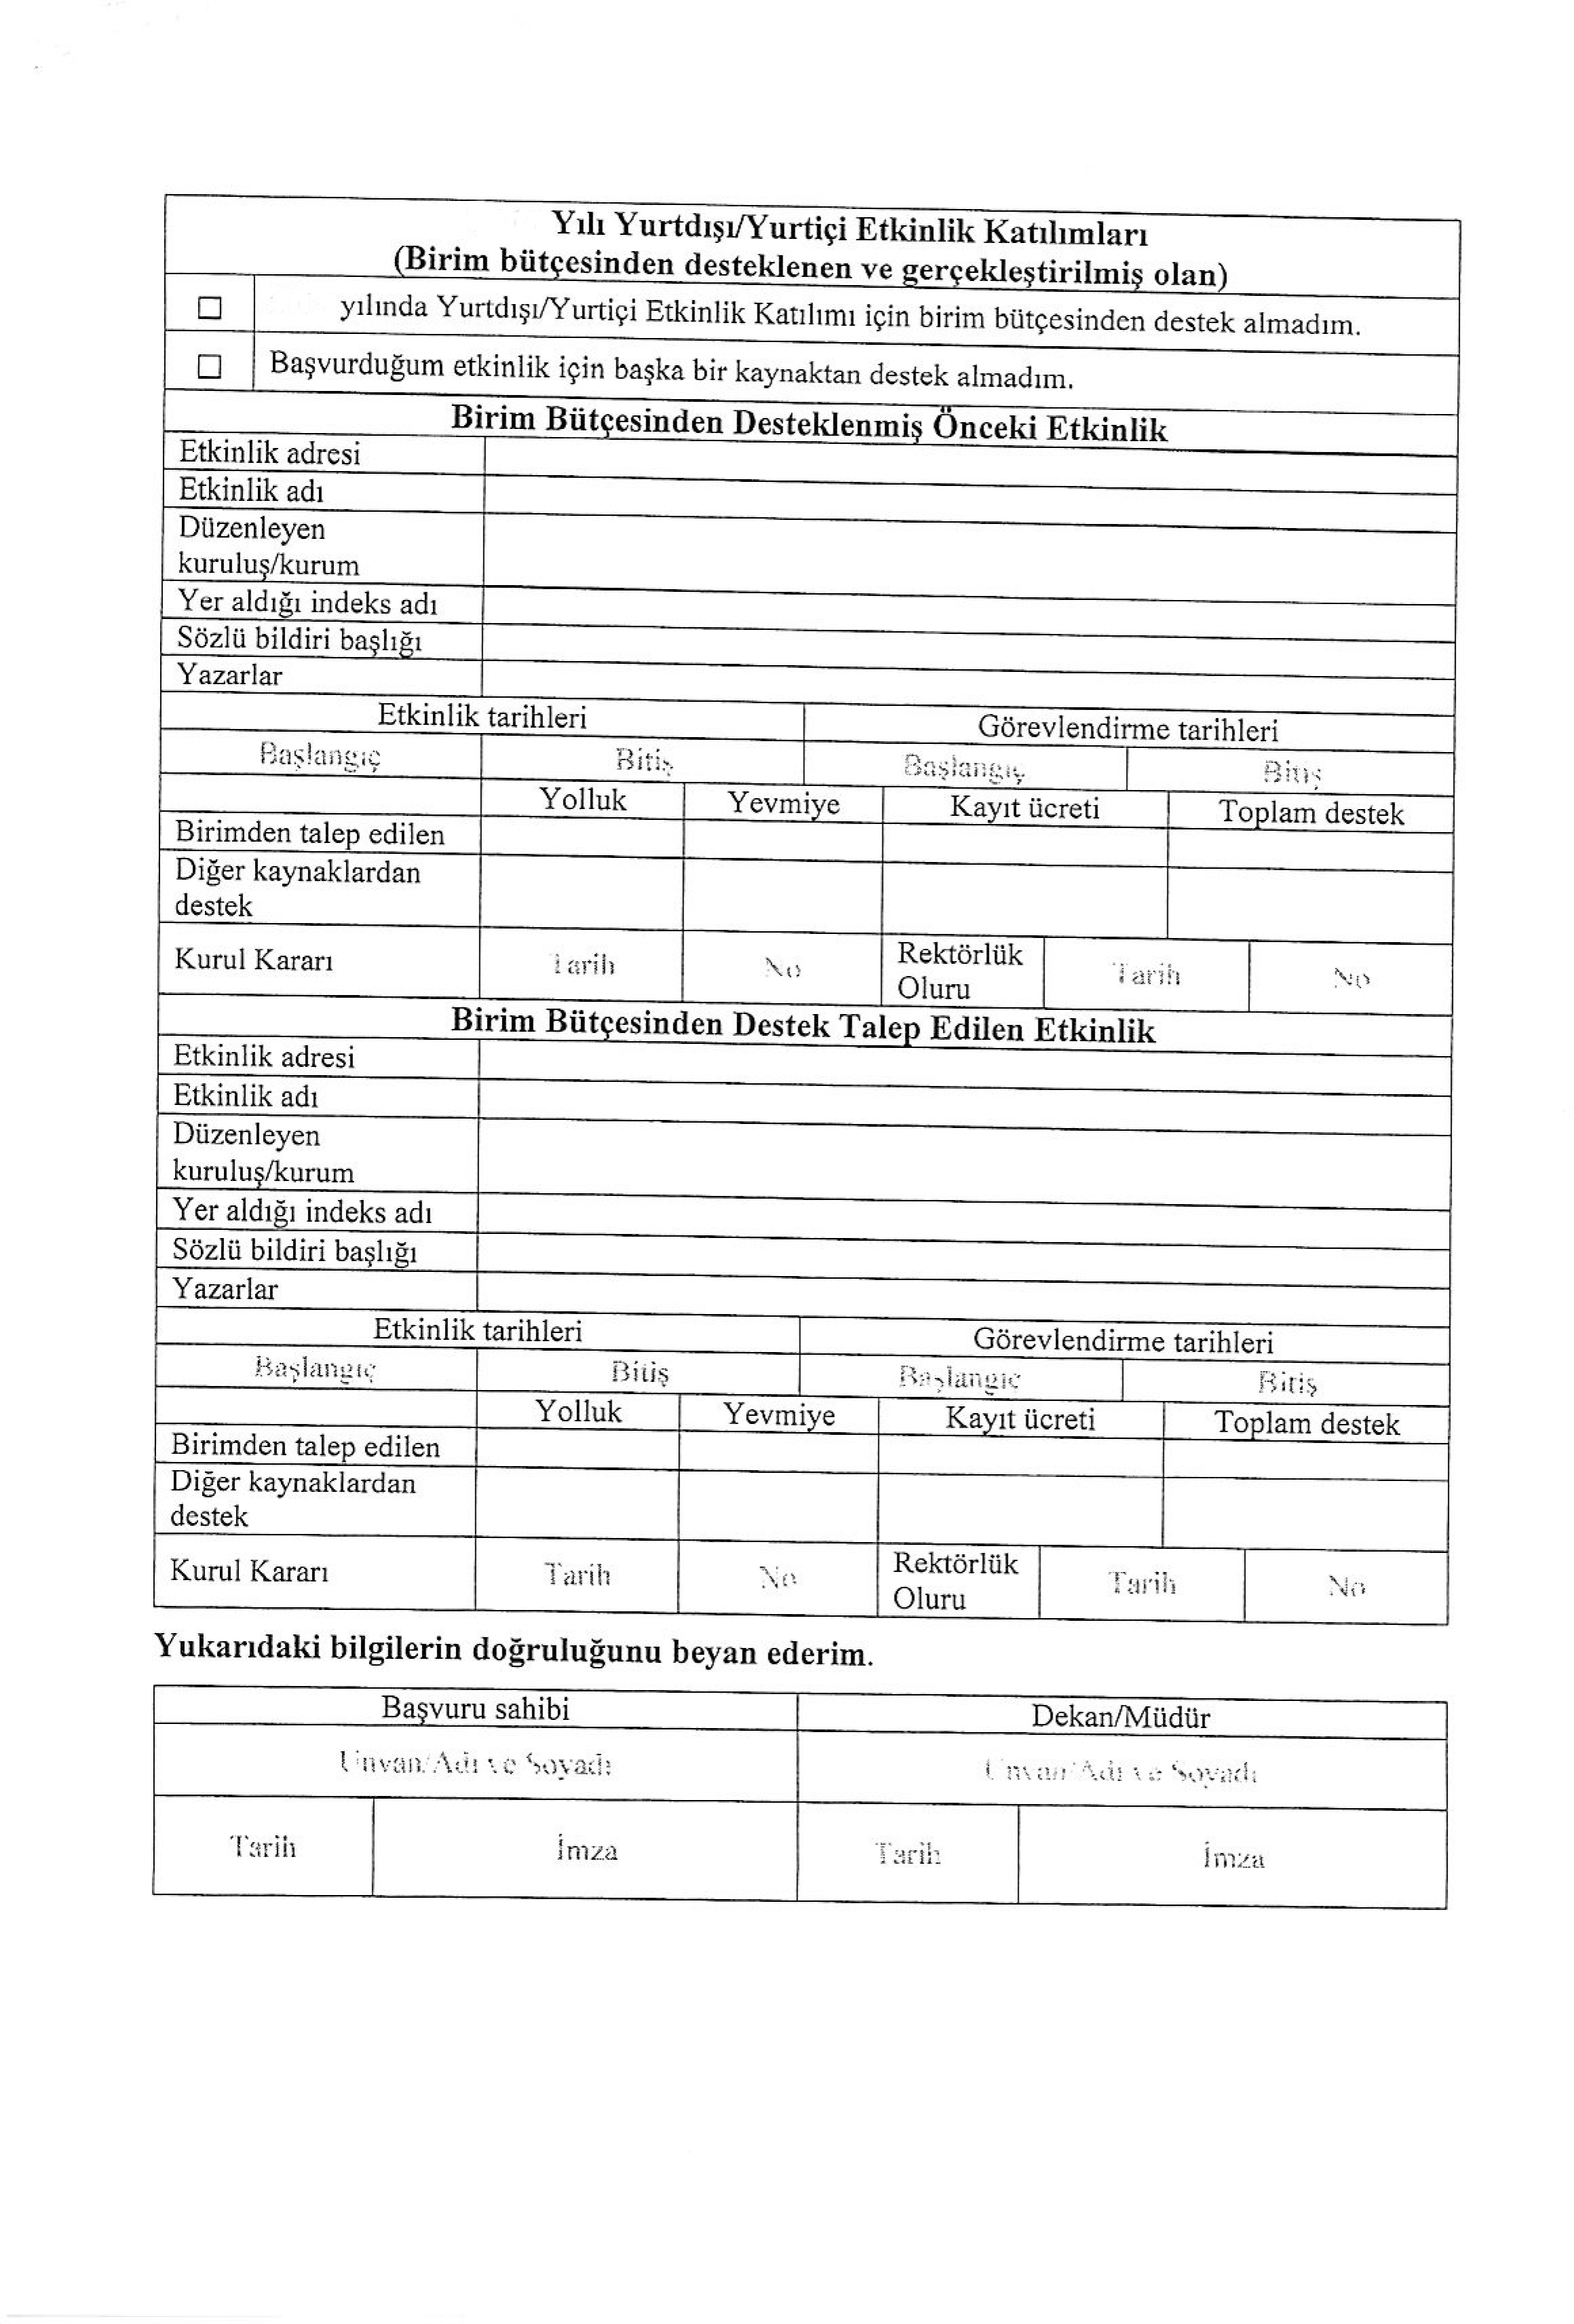 Yılı Yurtdışı/Yurtiçi Etkinlik Katılımları
(Birim bütçesinden desteklenen ve gerçekleştirilmiş olan)
☐ yılında Yurtdışı/Yurtiçi Etkinlik Katılımı için birim bütçesinden destek almadım.
☐ Başvurduğum etkinlik için başka bir kaynaktan destek almadım.
Birim Bütçesinden Desteklenmiş Önceki Etkinlik
Etkinlik adresi
Etkinlik adı
Düzenleyen
kuruluş/kurum
Yer aldığı indeks adı
Sözlü bildiri başlığı
Yazarlar
Etkinlik tarihleri Görevlendirme tarihleri
Başlangıç Bitiş Başlangıç Bitiş
Yolluk Yevmiye Kayıt ücreti Toplam destek
Birimden talep edilen
Diğer kaynaklardan
destek
Kurul Kararı Tarih No Rektörlük Oluru Tarih No
Birim Bütçesinden Destek Talep Edilen Etkinlik
Etkinlik adresi
Etkinlik adı
Düzenleyen
kuruluş/kurum
Yer aldığı indeks adı
Sözlü bildiri başlığı
Yazarlar
Etkinlik tarihleri Görevlendirme tarihleri
Başlangıç Bitiş Başlangıç Bitiş
Yolluk Yevmiye Kayıt ücreti Toplam destek
Birimden talep edilen
Diğer kaynaklardan
destek
Kurul Kararı Tarih No Rektörlük Oluru Tarih No
Yukarıdaki bilgilerin doğruluğunu beyan ederim.
Başvuru sahibi Dekan/Müdür
Unvan/Adı ve Soyadı Unvan/Adı ve Soyadı
Tarih İmza Tarih İmza